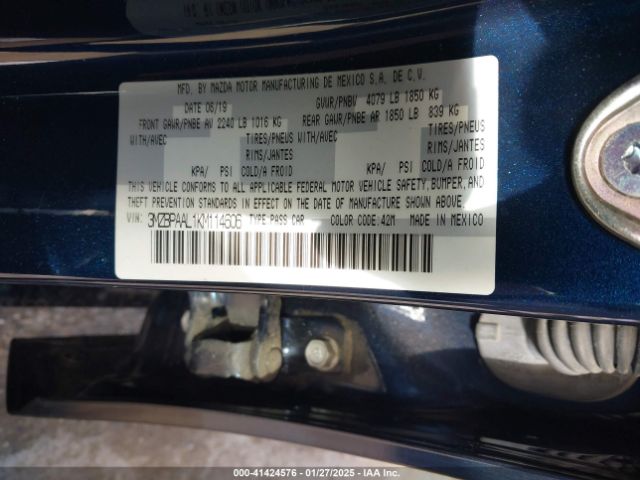 MFD. BY MAZDA MOTOR MANUFACTURING DE MEXICO S.A. DE C.V.
DATE 06/19 GVWR/PNBV 4079 LB 1850 KG
FRONT GAWR/PNBE AV 2240 LB 1016 KG REAR GAWR/PNBE AR 1850 LB 839 KG
WITH/AVEC TIRES/PNEUS WITH/AVEC TIRES/PNEUS
RIMS/JANTES RIMS/JANTES
KPA/ PSI COLD/A FROID KPA/ PSI COLD/A FROID
THIS VEHICLE CONFORMS TO ALL APPLICABLE FEDERAL MOTOR VEHICLE SAFETY, BUMPER, AND
THEFT PREVENTION STANDARDS IN EFFECT ON THE DATE OF MANUFACTURE SHOWN ABOVE.
VIN: 3MZBPAAL1KM114606 TYPE PASS CAR COLOR CODE:42M MADE IN MEXICO
000-41424576 - 01/27/2025 - IAA Inc.